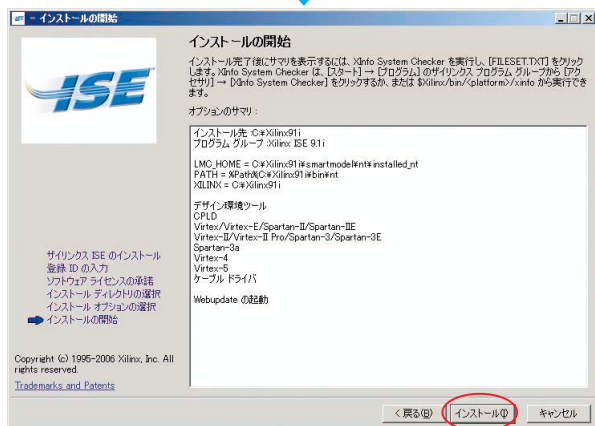 - インストールの開始
ISE
インストールの開始
インストール完了後にサマリを表示するには、XInfo System Checker を実行し、[FILESET.TXT] をクリック
します。XInfo System Checker は、[スタート] → [プログラム] のザイリンクス プログラム グループから [アク
セサリ] → [XInfo System Checker] をクリックするか、または $Xilinx/bin/<platform>/xinfo から実行でき
ます。
オプションのサマリ :
インストール先 :C:¥Xilinx91i
プログラム グループ :Xilinx ISE 9.1i
LMC_HOME = C:¥Xilinx91i¥smartmodel¥nt¥installed_nt
PATH = %Path%;C:¥Xilinx91i¥bin¥nt
XILINX = C:¥Xilinx91i
デザイン環境ツール
CPLD
Virtex/Virtex-E/Spartan-II/Spartan-IIE
Virtex-II/Virtex-II Pro/Spartan-3/Spartan-3E
Spartan-3a
Virtex-4
Virtex-5
ケーブル ドライバ
Webupdate の起動
ザイリンクス ISE のインストール
登録 ID の入力
ソフトウェア ライセンスの承諾
インストール ディレクトリの選択
インストール オプションの選択
インストールの開始
Copyright (c) 1995-2006 Xilinx, Inc. All
rights reserved.
Trademarks and Patents
< 戻る(B)
インストール(I)
キャンセル